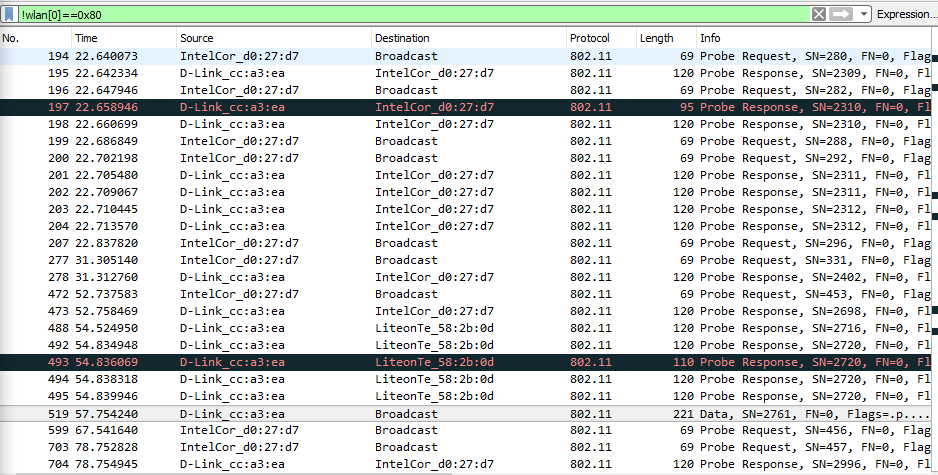 !wlan[0]==0x80 Expression...
No. Time Source Destination Protocol Length Info
194 22.640073 IntelCor_d0:27:d7 Broadcast 802.11 69 Probe Request, SN=280, FN=0, Flag
195 22.642334 D-Link_cc:a3:ea IntelCor_d0:27:d7 802.11 120 Probe Response, SN=2309, FN=0, Fl
196 22.647946 IntelCor_d0:27:d7 Broadcast 802.11 69 Probe Request, SN=282, FN=0, Flag
197 22.658946 D-Link_cc:a3:ea IntelCor_d0:27:d7 802.11 95 Probe Response, SN=2310, FN=0, Fl
198 22.660699 D-Link_cc:a3:ea IntelCor_d0:27:d7 802.11 120 Probe Response, SN=2310, FN=0, Fl
199 22.686849 IntelCor_d0:27:d7 Broadcast 802.11 69 Probe Request, SN=288, FN=0, Flag
200 22.702198 IntelCor_d0:27:d7 Broadcast 802.11 69 Probe Request, SN=292, FN=0, Flag
201 22.705480 D-Link_cc:a3:ea IntelCor_d0:27:d7 802.11 120 Probe Response, SN=2311, FN=0, Fl
202 22.709067 D-Link_cc:a3:ea IntelCor_d0:27:d7 802.11 120 Probe Response, SN=2311, FN=0, Fl
203 22.710445 D-Link_cc:a3:ea IntelCor_d0:27:d7 802.11 120 Probe Response, SN=2312, FN=0, Fl
204 22.713570 D-Link_cc:a3:ea IntelCor_d0:27:d7 802.11 120 Probe Response, SN=2312, FN=0, Fl
207 22.837820 IntelCor_d0:27:d7 Broadcast 802.11 69 Probe Request, SN=296, FN=0, Flag
277 31.305140 IntelCor_d0:27:d7 Broadcast 802.11 69 Probe Request, SN=331, FN=0, Flag
278 31.312760 D-Link_cc:a3:ea IntelCor_d0:27:d7 802.11 120 Probe Response, SN=2402, FN=0, Fl
472 52.737583 IntelCor_d0:27:d7 Broadcast 802.11 69 Probe Request, SN=453, FN=0, Flag
473 52.758469 D-Link_cc:a3:ea IntelCor_d0:27:d7 802.11 120 Probe Response, SN=2698, FN=0, Fl
488 54.524950 D-Link_cc:a3:ea LiteonTe_58:2b:0d 802.11 120 Probe Response, SN=2716, FN=0, Fl
492 54.834948 D-Link_cc:a3:ea LiteonTe_58:2b:0d 802.11 120 Probe Response, SN=2720, FN=0, Fl
493 54.836069 D-Link_cc:a3:ea LiteonTe_58:2b:0d 802.11 110 Probe Response, SN=2720, FN=0, Fl
494 54.838318 D-Link_cc:a3:ea LiteonTe_58:2b:0d 802.11 120 Probe Response, SN=2720, FN=0, Fl
495 54.839946 D-Link_cc:a3:ea LiteonTe_58:2b:0d 802.11 120 Probe Response, SN=2720, FN=0, Fl
519 57.754240 D-Link_cc:a3:ea Broadcast 802.11 221 Data, SN=2761, FN=0, Flags=.p....
599 67.541640 IntelCor_d0:27:d7 Broadcast 802.11 69 Probe Request, SN=456, FN=0, Flag
703 78.752828 IntelCor_d0:27:d7 Broadcast 802.11 69 Probe Request, SN=457, FN=0, Flag
704 78.754945 D-Link_cc:a3:ea IntelCor_d0:27:d7 802.11 120 Probe Response, SN=2996, FN=0, Fl